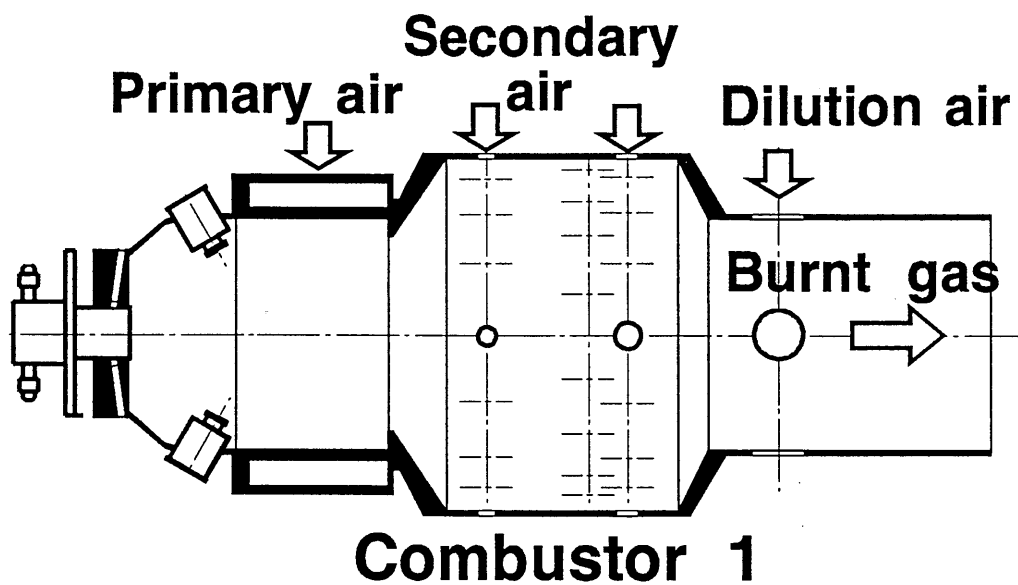 Secondary
air
Primary air
Dilution air
Burnt gas
Combustor 1